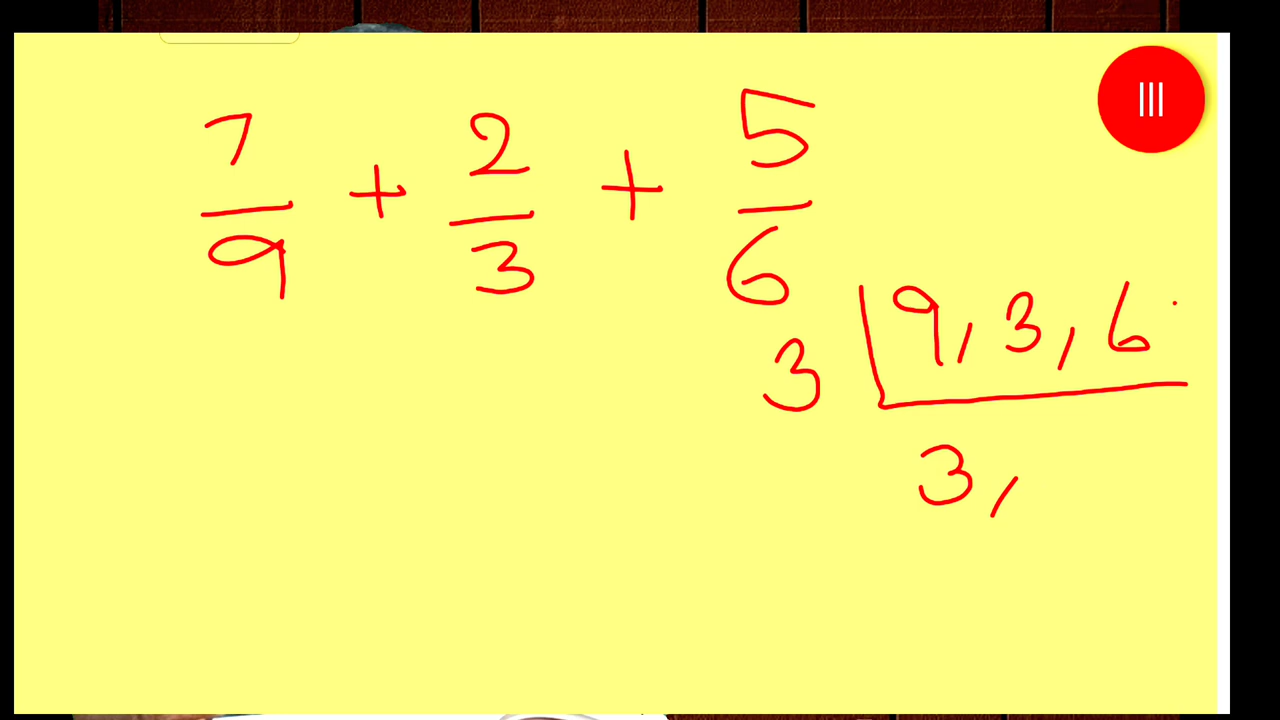 7/9 + 2/3 + 5/6
3 | 9, 3, 6
3,